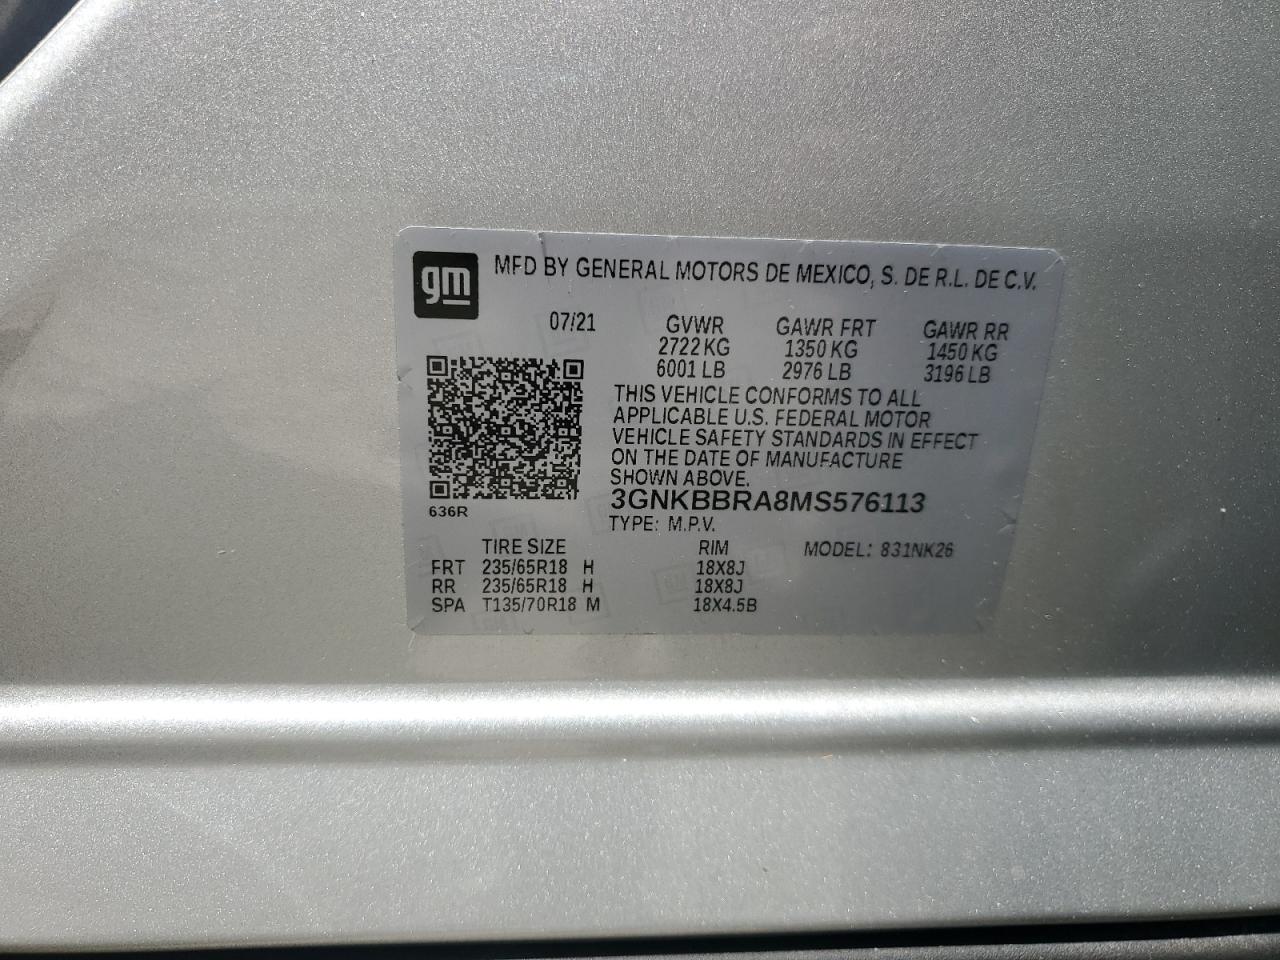 gm
MFD BY GENERAL MOTORS DE MEXICO, S. DE R.L. DE C.V.
07/21 GVWR GAWR FRT GAWR RR
2722 KG 1350 KG 1450 KG
6001 LB 2976 LB 3196 LB
THIS VEHICLE CONFORMS TO ALL
APPLICABLE U.S. FEDERAL MOTOR
VEHICLE SAFETY STANDARDS IN EFFECT
ON THE DATE OF MANUFACTURE
SHOWN ABOVE.
636R
3GNKBBRA8MS576113
TYPE: M.P.V.
TIRE SIZE RIM MODEL: 831NK26
FRT 235/65R18 H 18X8J
RR 235/65R18 H 18X8J
SPA T135/70R18 M 18X4.5B